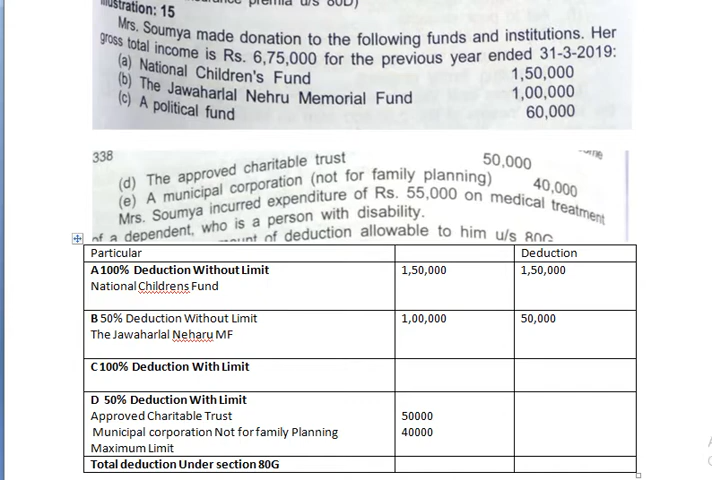 Illustration: 15
Mrs. Soumya made donation to the following funds and institutions. Her
gross total income is Rs. 6,75,000 for the previous year ended 31-3-2019:
(a) National Children's Fund 1,50,000
(b) The Jawaharlal Nehru Memorial Fund 1,00,000
(c) A political fund 60,000
338
(d) The approved charitable trust 50,000
(e) A municipal corporation (not for family planning) 40,000
Mrs. Soumya incurred expenditure of Rs. 55,000 on medical treatment
of a dependent, who is a person with disability.
of deduction allowable to him u/s 80G
Particular Deduction
A 100% Deduction Without Limit 1,50,000 1,50,000
National Childrens Fund
B 50% Deduction Without Limit 1,00,000 50,000
The Jawaharlal Neharu MF
C 100% Deduction With Limit
D 50% Deduction With Limit
Approved Charitable Trust 50000
Municipal corporation Not for family Planning 40000
Maximum Limit
Total deduction Under section 80G